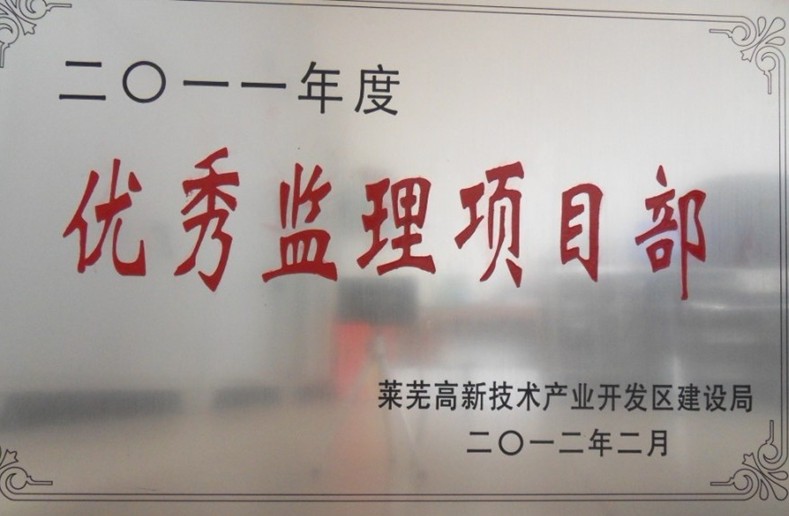 二〇一一年度
优秀监理项目部
莱芜高新技术产业开发区建设局
二〇一二年二月